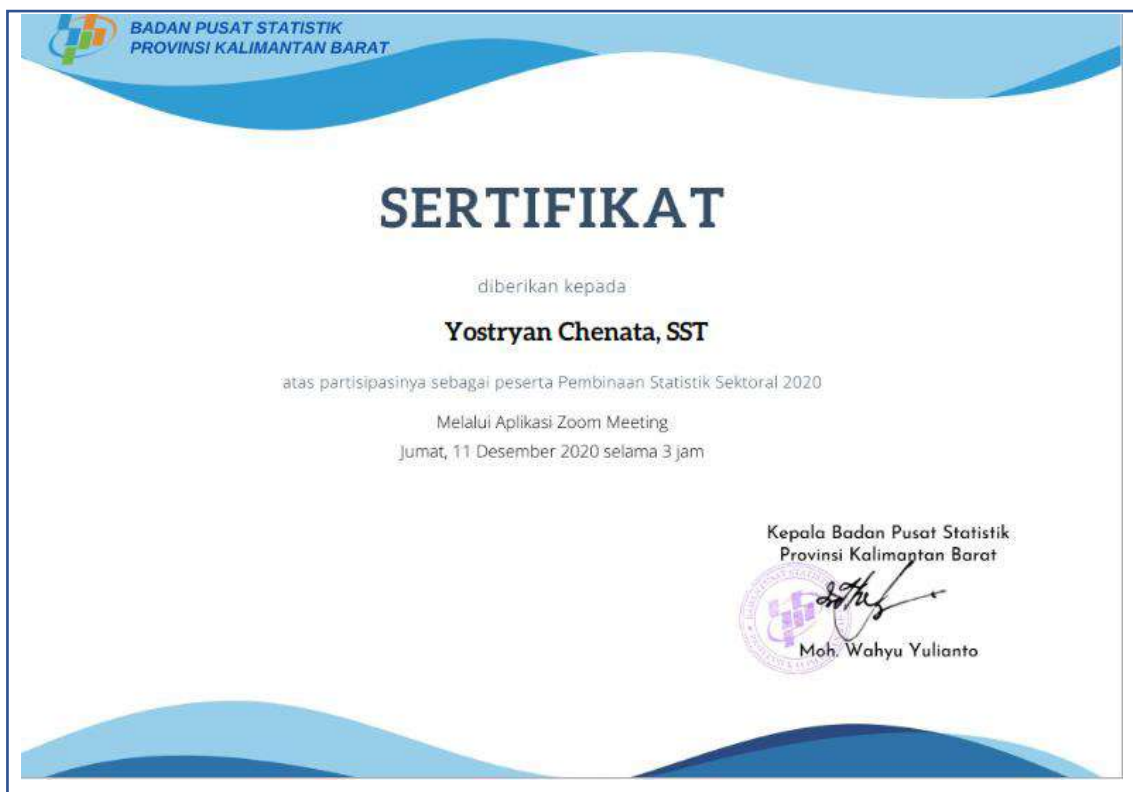 BADAN PUSAT STATISTIK
PROVINSI KALIMANTAN BARAT
SERTIFIKAT
diberikan kepada
Yostryan Chenata, SST
atas partisipasinya sebagai peserta Pembinaan Statistik Sektoral 2020
Melalui Aplikasi Zoom Meeting
Jumat, 11 Desember 2020 selama 3 jam
Kepala Badan Pusat Statistik
Provinsi Kalimantan Barat
Moh. Wahyu Yulianto